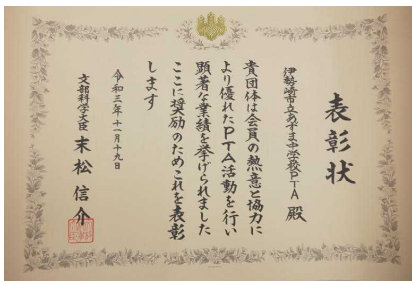 表彰状
伊勢崎市立あずま中学校PTA 殿
貴団体は会員の熱意と協力に
より優れたPTA活動を行い
顕著な業績を挙げられました
ここに奨励のためこれを表彰
します
令和三年十一月十九日
文部科学大臣 末松信介